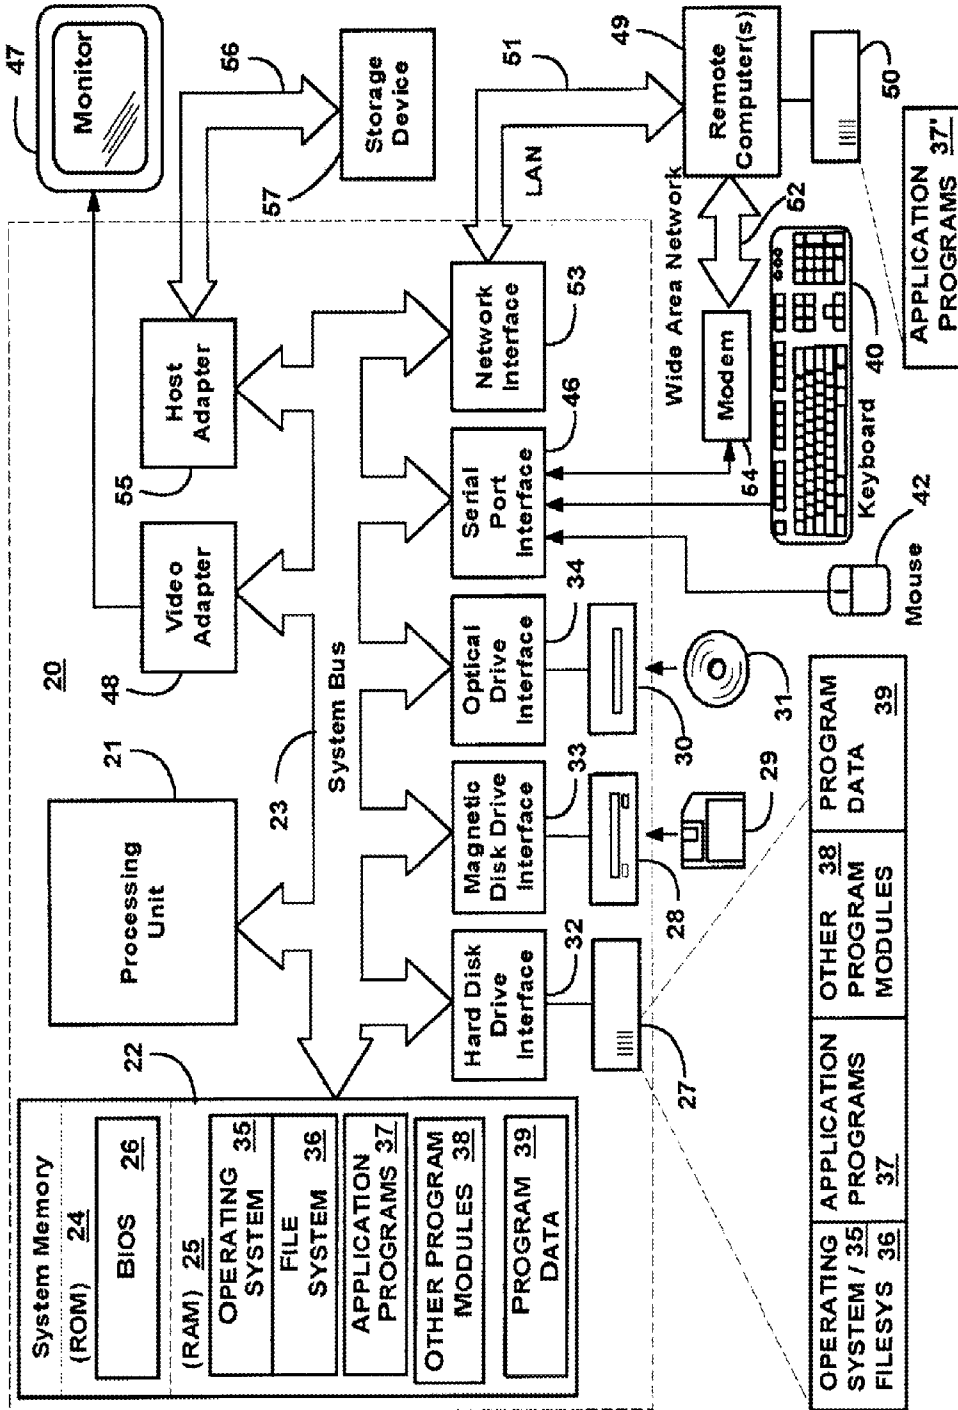 System Memory
(ROM) 24
BIOS 26
(RAM) 25
OPERATING
SYSTEM 35
FILE
SYSTEM 36
APPLICATION
PROGRAMS 37
OTHER PROGRAM
MODULES 38
PROGRAM
DATA 39
22
Processing
Unit
21
20
Video
Adapter
48
Host
Adapter
55
47
Monitor
56
Storage
Device
57
23
System Bus
Hard Disk
Drive
Interface
32
Magnetic
Disk Drive
Interface
33
Optical
Drive
Interface
34
Serial
Port
Interface
46
Network
Interface
53
LAN
51
49
Remote
Computer(s)
50
27
28
29
30
31
Wide Area Network
52
Modem
54
Keyboard
40
Mouse
42
OPERATING
SYSTEM / 35
FILESYS 36
APPLICATION
PROGRAMS
37
OTHER 38
PROGRAM
MODULES
PROGRAM
DATA
39
APPLICATION
PROGRAMS 37"